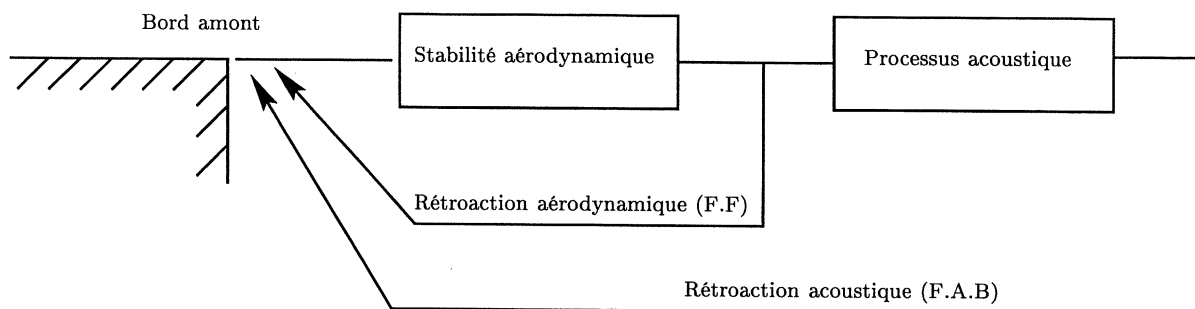 Bord amont
Stabilité aérodynamique
Processus acoustique
Rétroaction aérodynamique (F.F)
Rétroaction acoustique (F.A.B)